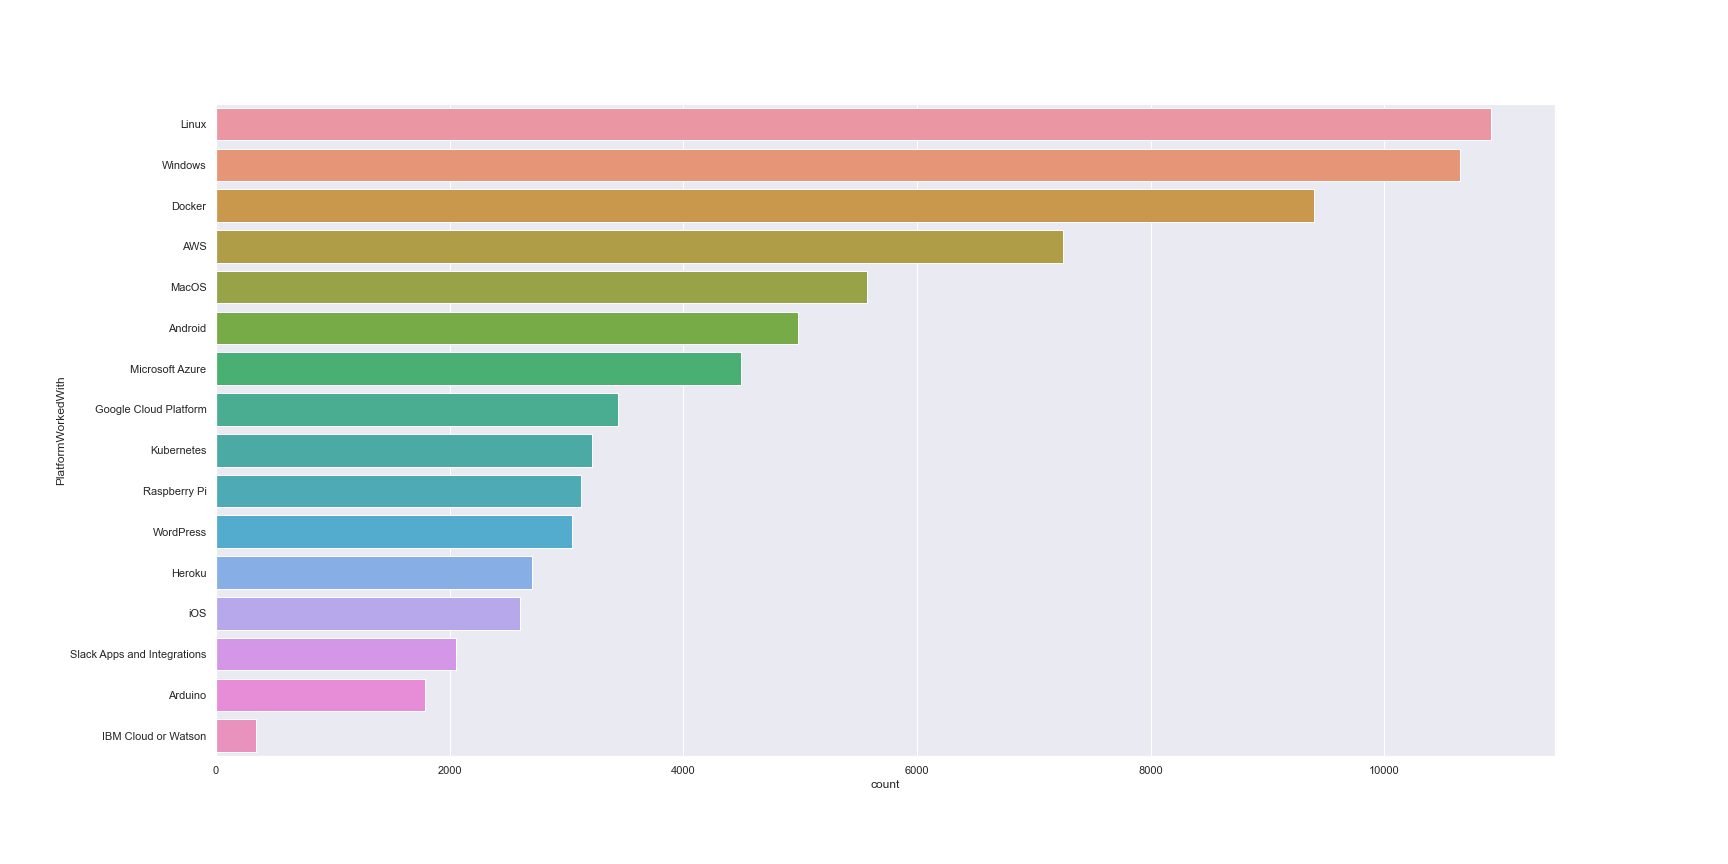 Linux
Windows
Docker
AWS
MacOS
Android
Microsoft Azure
Google Cloud Platform
Kubernetes
Raspberry Pi
WordPress
Heroku
iOS
Slack Apps and Integrations
Arduino
IBM Cloud or Watson
PlatformWorkedWith
0 2000 4000 6000 8000 10000
count